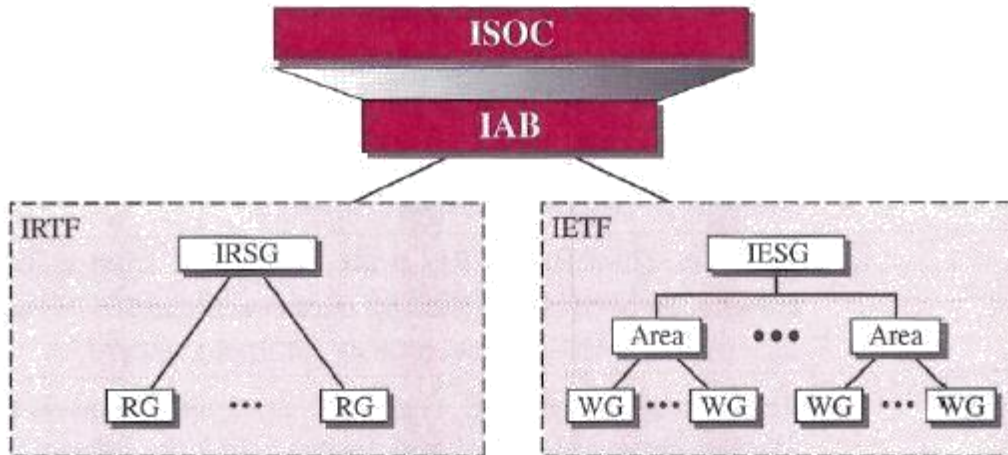 ISOC
IAB
IRTF
IETF
IRSG
IESG
Area ••• Area
RG ••• RG
WG ••• WG WG ••• WG